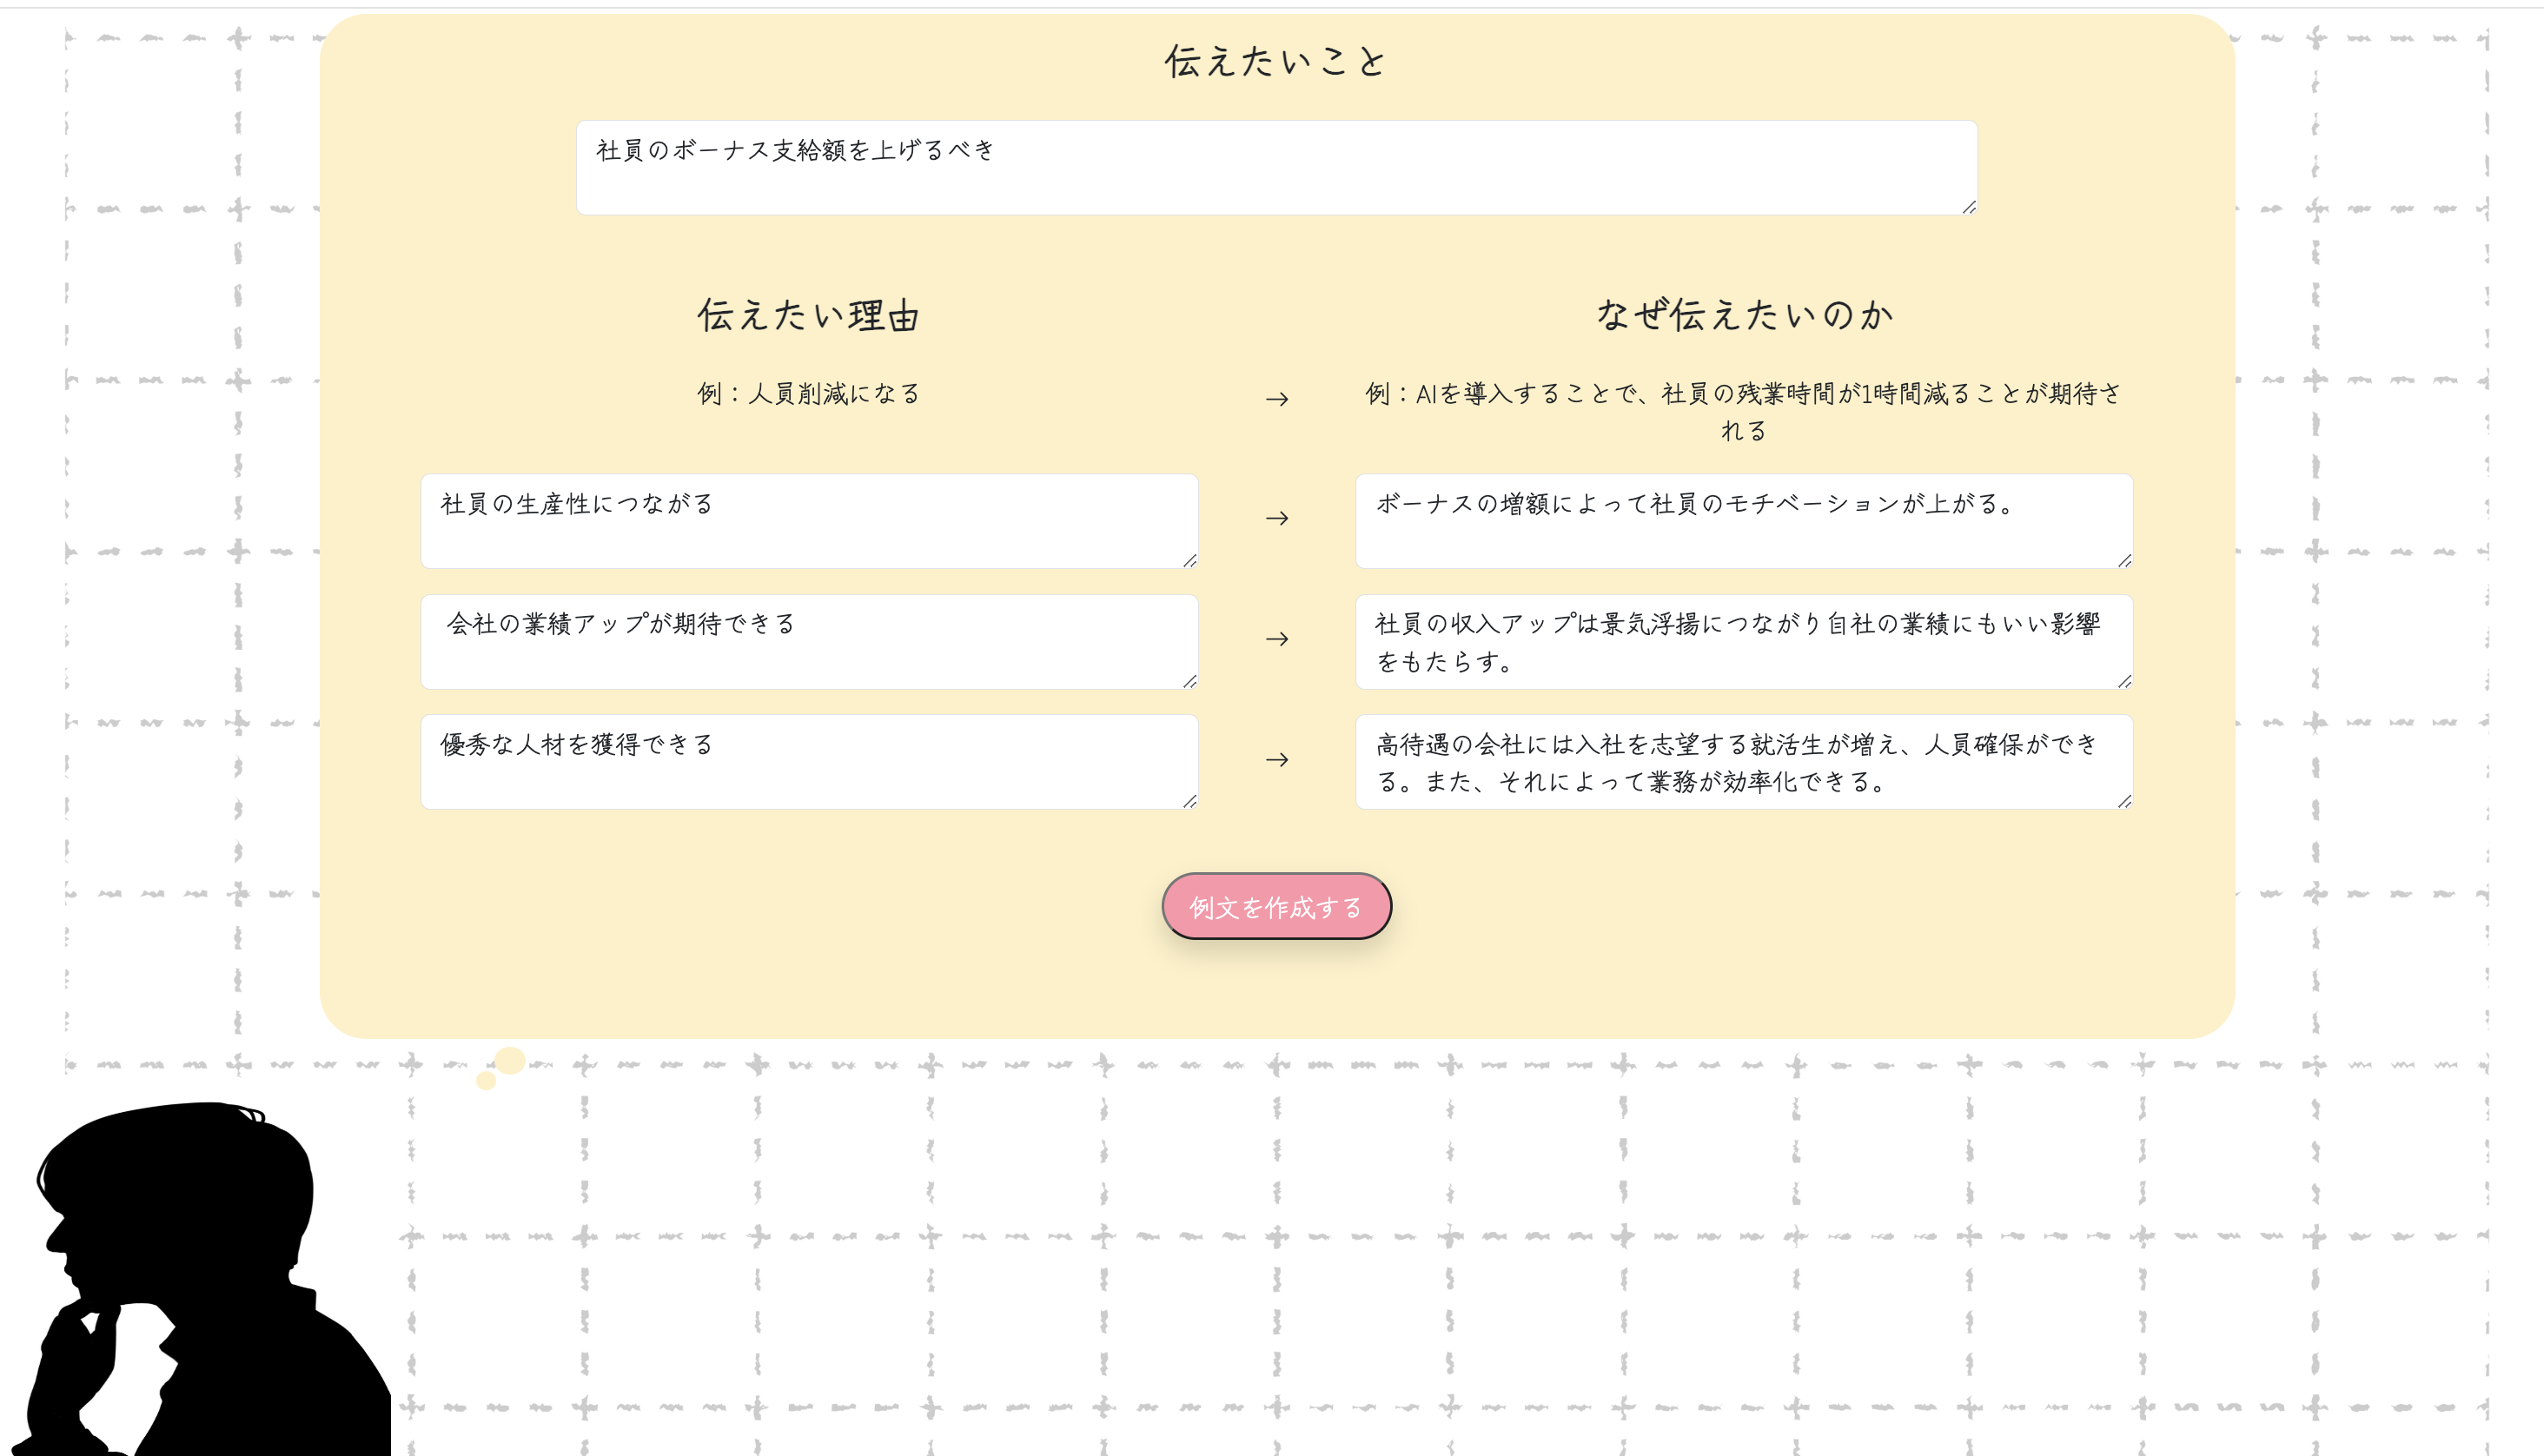 伝えたいこと
社員のボーナス支給額を上げるべき
伝えたい理由
なぜ伝えたいのか
例：人員削減になる
→
例：AIを導入することで、社員の残業時間が1時間減ることが期待さ
れる
社員の生産性につながる
→
ボーナスの増額によって社員のモチベーションが上がる。
会社の業績アップが期待できる
→
社員の収入アップは景気浮揚につながり自社の業績にもいい影響
をもたらす。
優秀な人材を獲得できる
→
高待遇の会社には入社を志望する就活生が増え、人員確保ができ
る。また、それによって業務が効率化できる。
例文を作成する